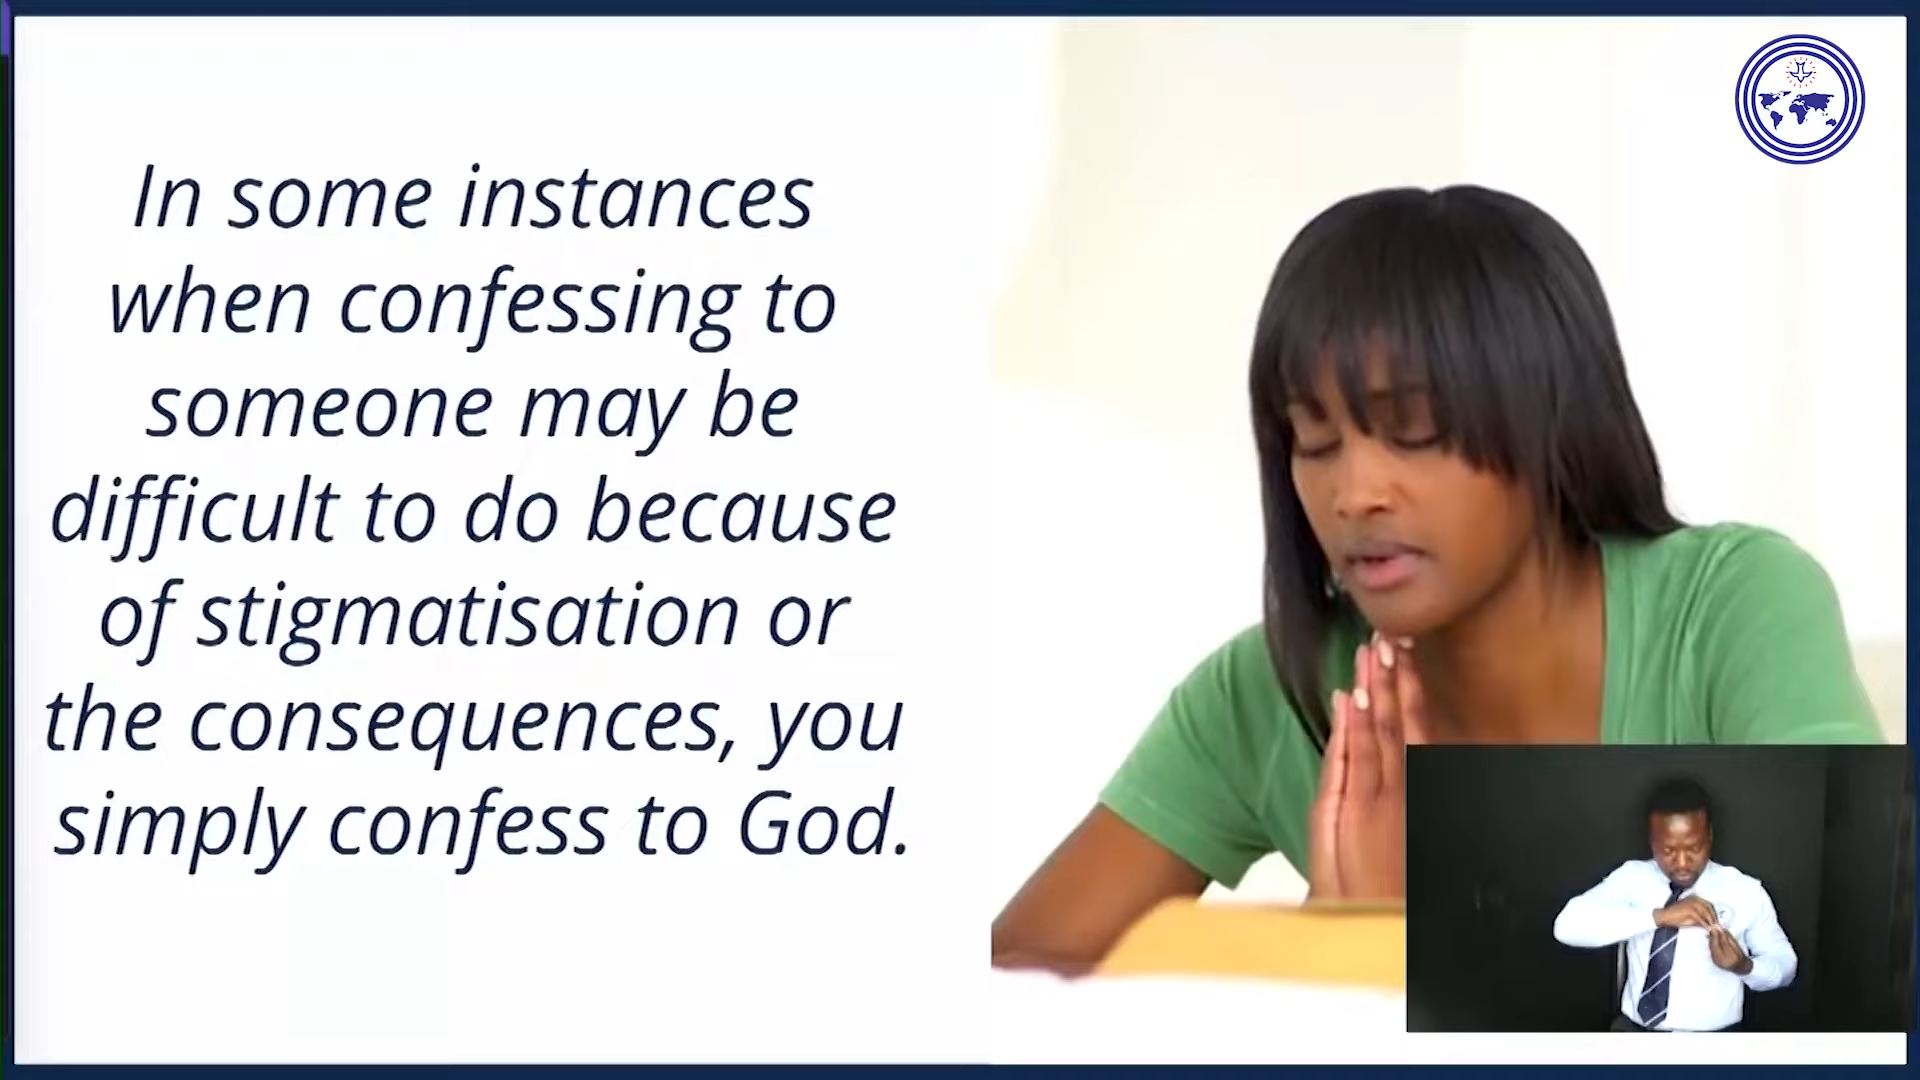 In some instances
when confessing to
someone may be
difficult to do because
of stigmatisation or
the consequences, you
simply confess to God.